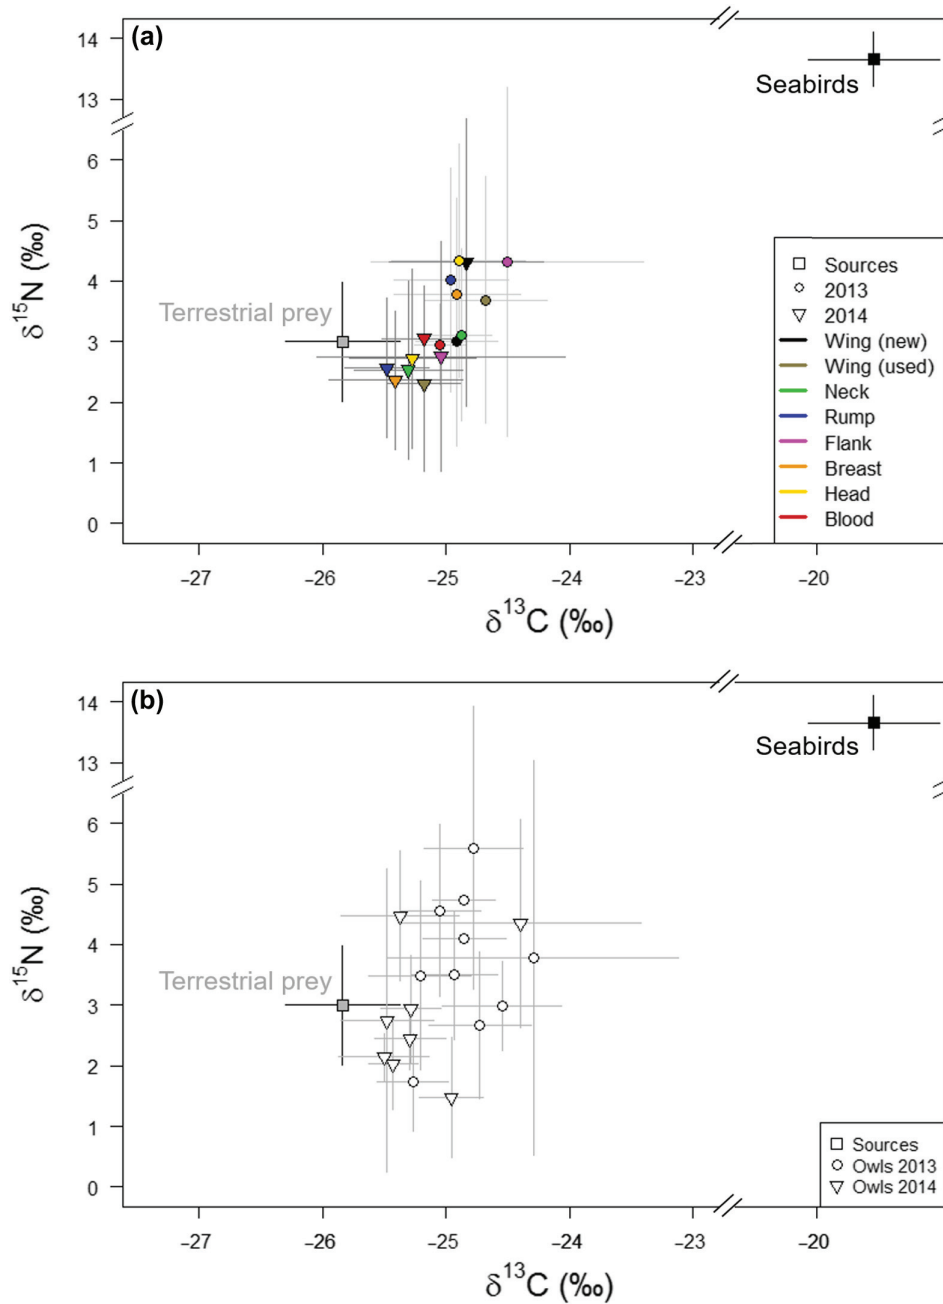 (a)
14
13
6
5
4
3
2
1
0
δ15N (‰)
Seabirds
Terrestrial prey
Sources
2013
2014
Wing (new)
Wing (used)
Neck
Rump
Flank
Breast
Head
Blood
−27 −26 −25 −24 −23 −20
δ13C (‰)
(b)
14
13
6
5
4
3
2
1
0
δ15N (‰)
Seabirds
Terrestrial prey
Sources
Owls 2013
Owls 2014
−27 −26 −25 −24 −23 −20
δ13C (‰)